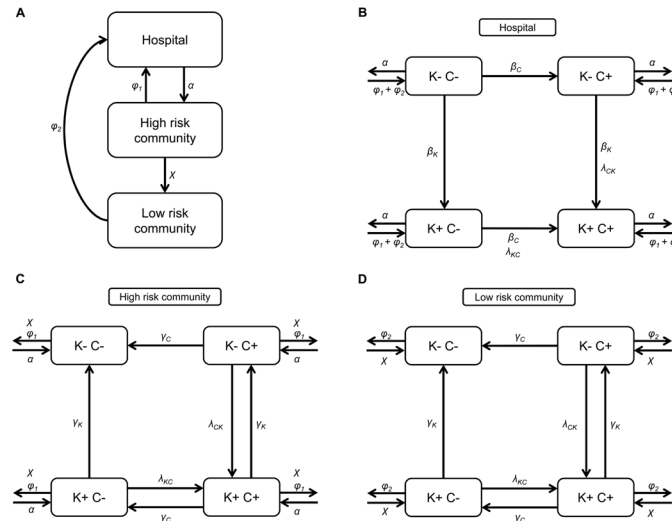 A
Hospital
φ1
α
φ2
High risk
community
χ
Low risk
community
B
Hospital
α
φ1 + φ2
K- C-
βC
K- C+
α
φ1 + φ
βK
βK
λCK
α
φ1 + φ2
K+ C-
βC
λKC
K+ C+
α
φ1 + φ
C
High risk community
χ
φ1
α
K- C-
γC
K- C+
χ
φ1
α
γK
λCK
γK
χ
φ1
α
K+ C-
λKC
γC
K+ C+
χ
φ1
α
D
Low risk community
φ2
χ
K- C-
γC
K- C+
φ2
χ
γK
λCK
γK
φ2
χ
K+ C-
λKC
γC
K+ C+
φ2
χ